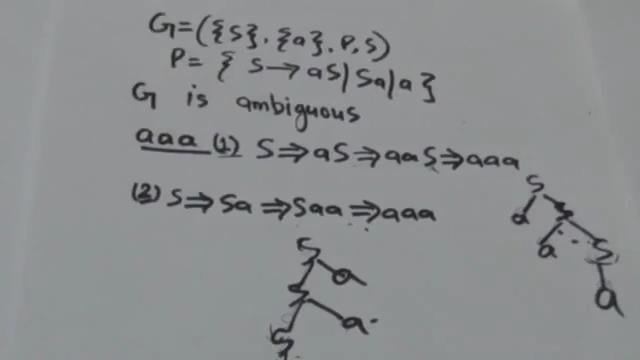 G=({S}, {a}, P, S)
P= { S→aS|Sa|a}
G is ambiguous
aaa (1) S⇒aS⇒aaS⇒aaa
(2) S⇒Sa⇒Saa⇒aaa
S
a S
a S
a
S
S a
S a